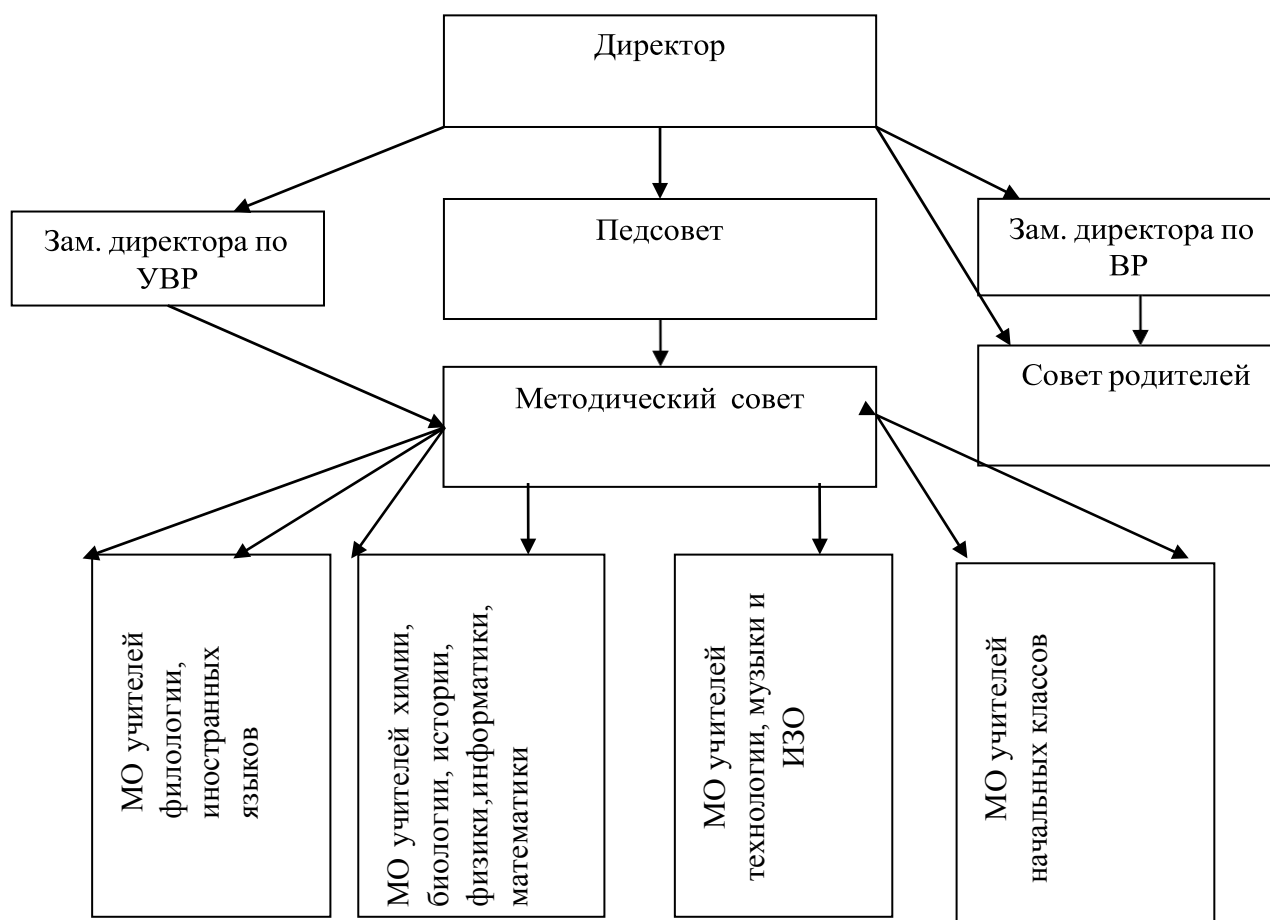 Директор
Зам. директора по
УВР
Педсовет
Зам. директора по
ВР
Методический совет
Совет родителей
МО учителей
филологии,
иностранных
языков
МО учителей химии,
биологии, истории,
физики,информатики,
математики
МО учителей
технологии, музыки и
ИЗО
МО учителей
начальных классов